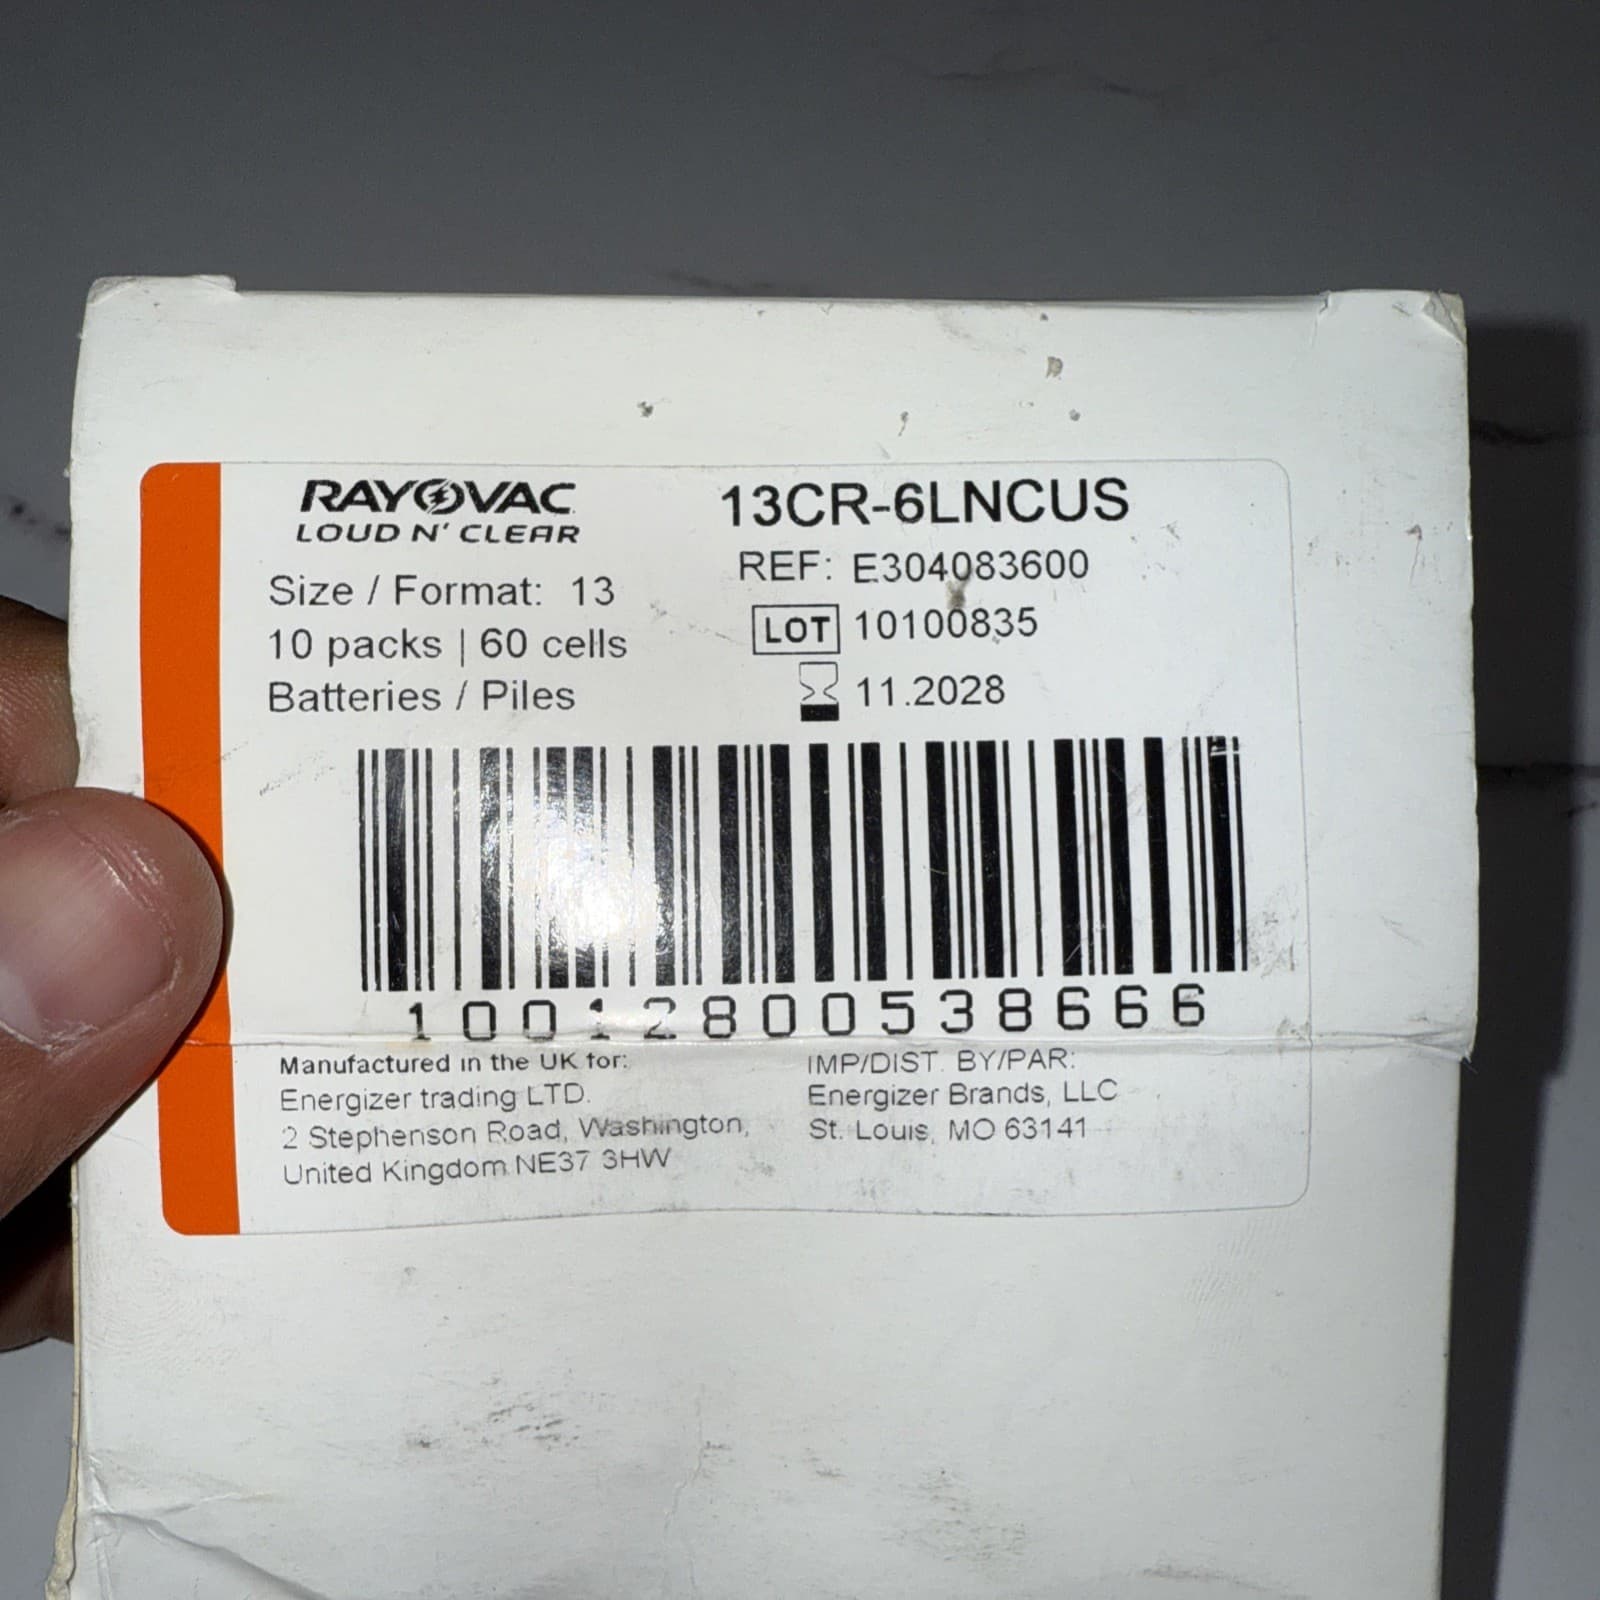 RAYOVAC
LOUD N' CLEAR
Size / Format: 13
10 packs | 60 cells
Batteries / Piles
13CR-6LNCUS
REF: E304083600
LOT 10100835
11.2028
10012800538666
Manufactured in the UK for:
Energizer trading LTD.
2 Stephenson Road, Washington,
United Kingdom NE37 3HW
IMP/DIST. BY/PAR:
Energizer Brands, LLC
St. Louis, MO 63141